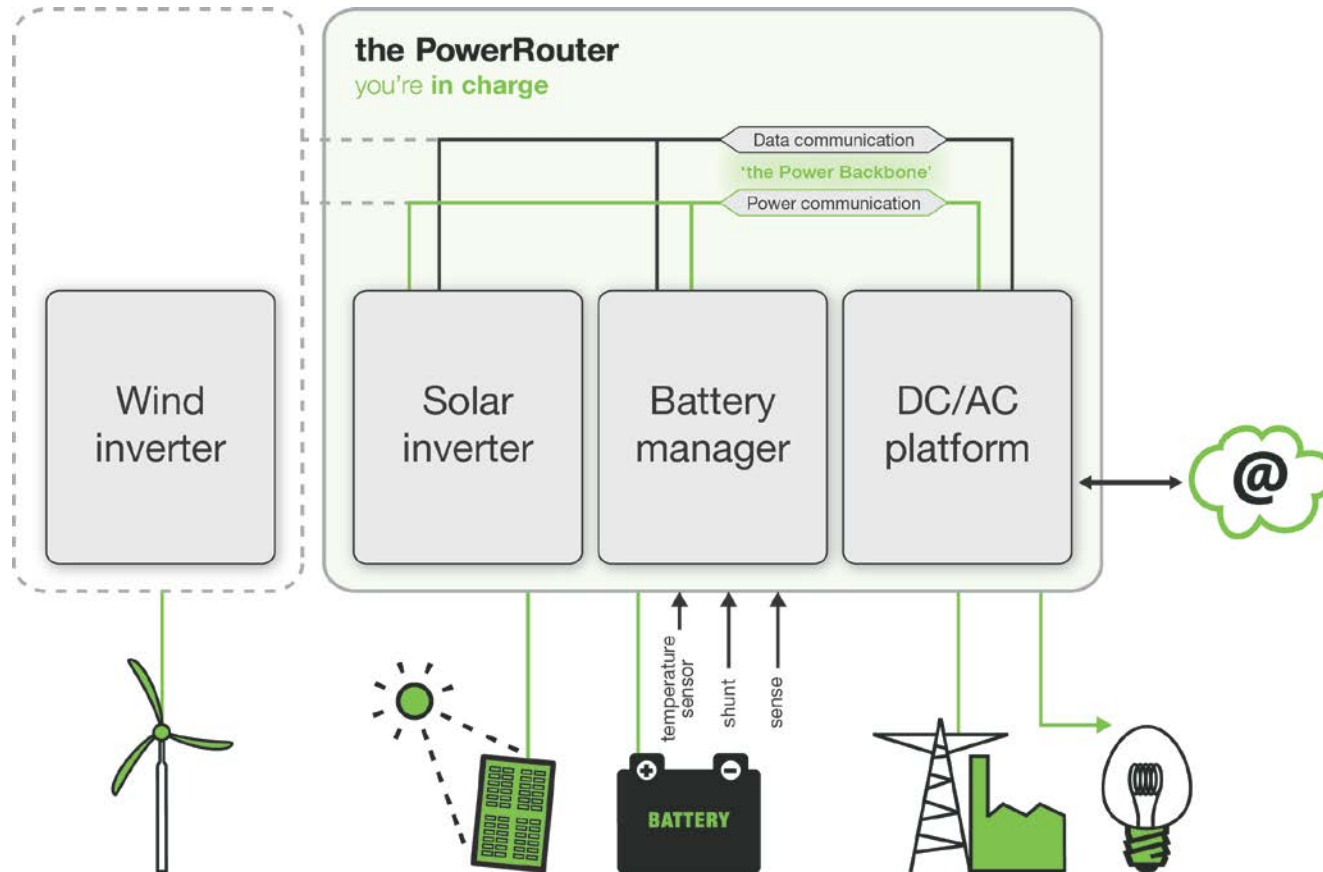 the PowerRouter
you're in charge
Data communication
'the Power Backbone'
Power communication
Wind
inverter
Solar
inverter
Battery
manager
DC/AC
platform
@
temperature
sensor
shunt
sense
+ −
BATTERY